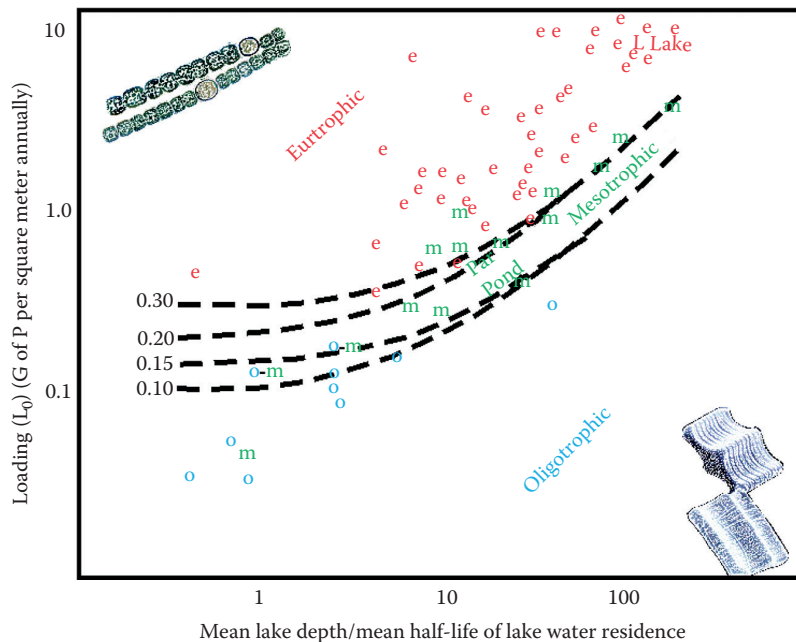 10
1.0
0.1
Loading (L₀) (G of P per square meter annually)
Eurtrophic
L Lake
Mesotrophic
Par
Pond
Oligotrophic
0.30
0.20
0.15
0.10
e e e e e
e e e e e e
e e
e e e e
e e e
e e e
e e e
e e e e e
e e e e e
e e e e e
e e e e
e e e e
e e e
m m m m
m m m
m m m
m m m
o
o-m
o
o-m o
o
o
o m
o o
1 10 100
Mean lake depth/mean half-life of lake water residence